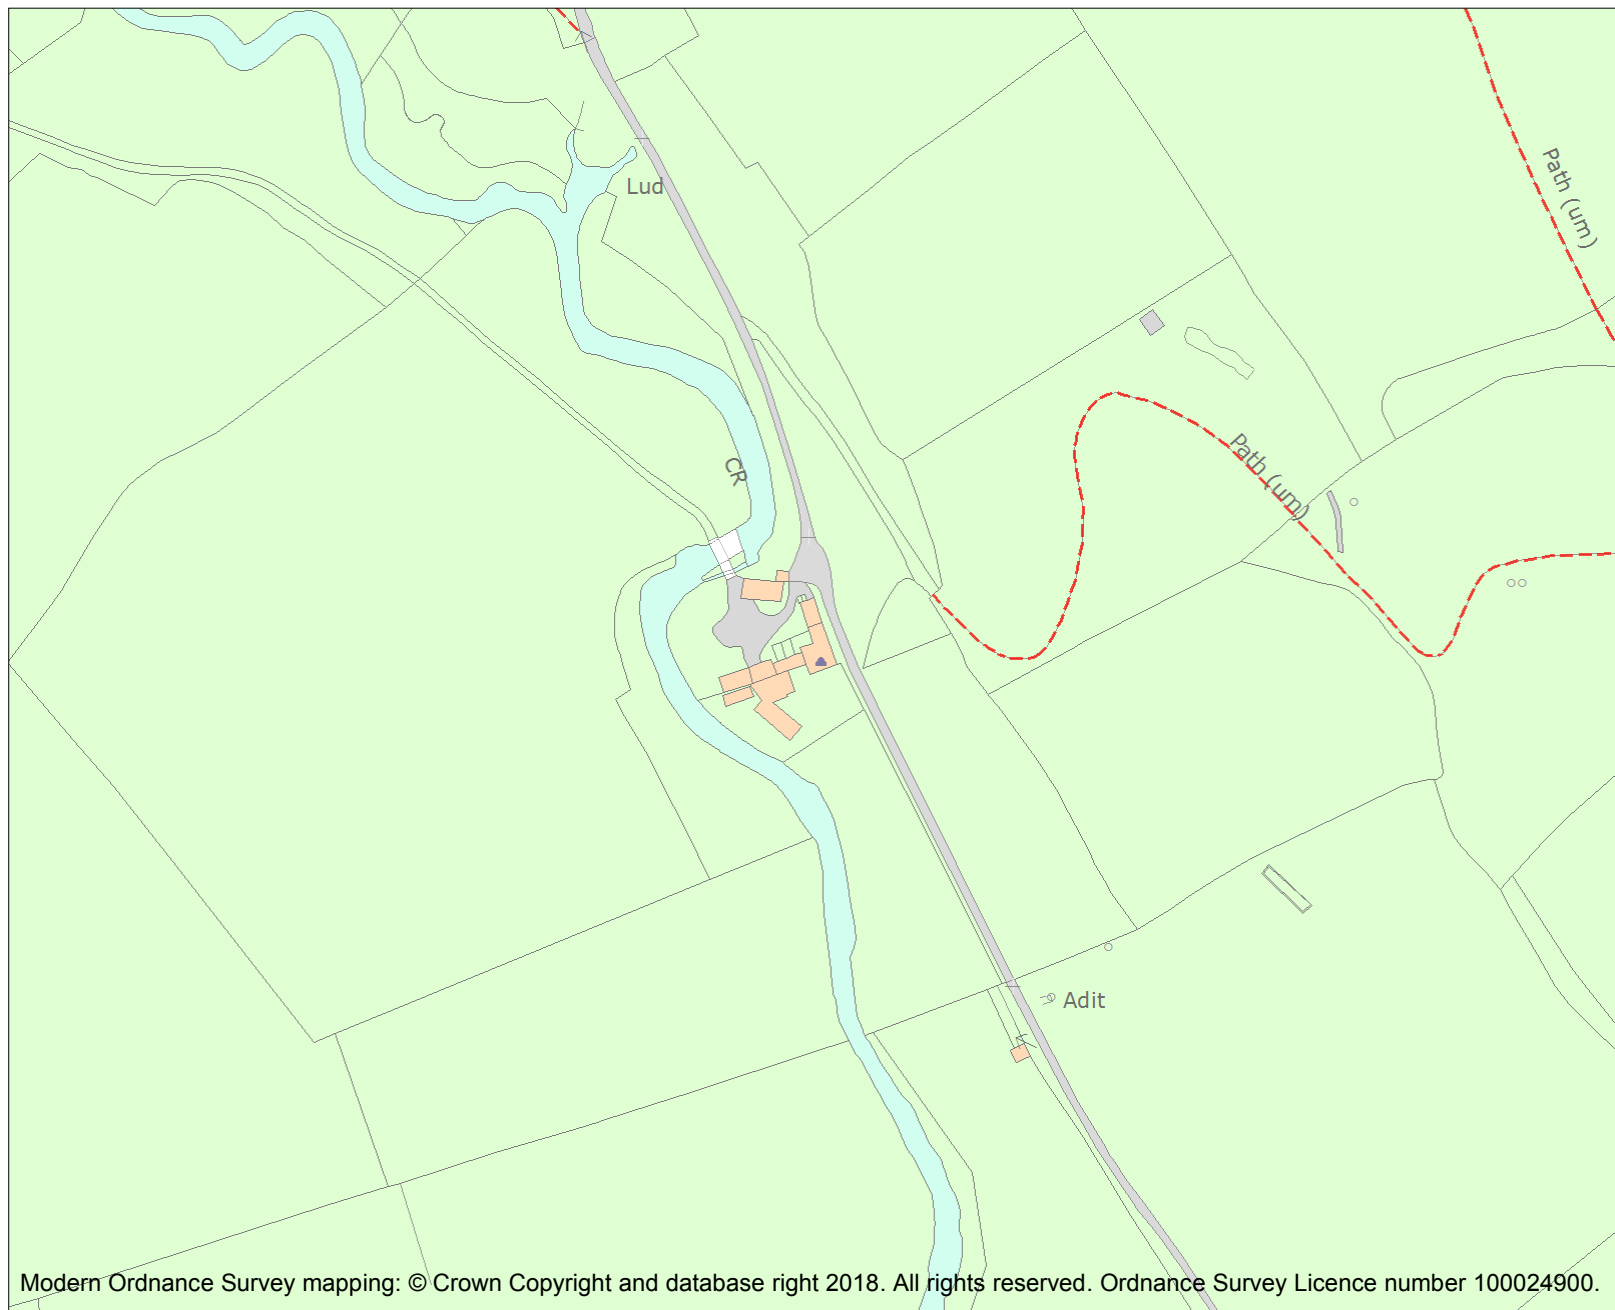 Path (um)
Lud
Path (um)
CR
Adit
Modern Ordnance Survey mapping: © Crown Copyright and database right 2018. All rights reserved. Ordnance Survey Licence number 100024900.